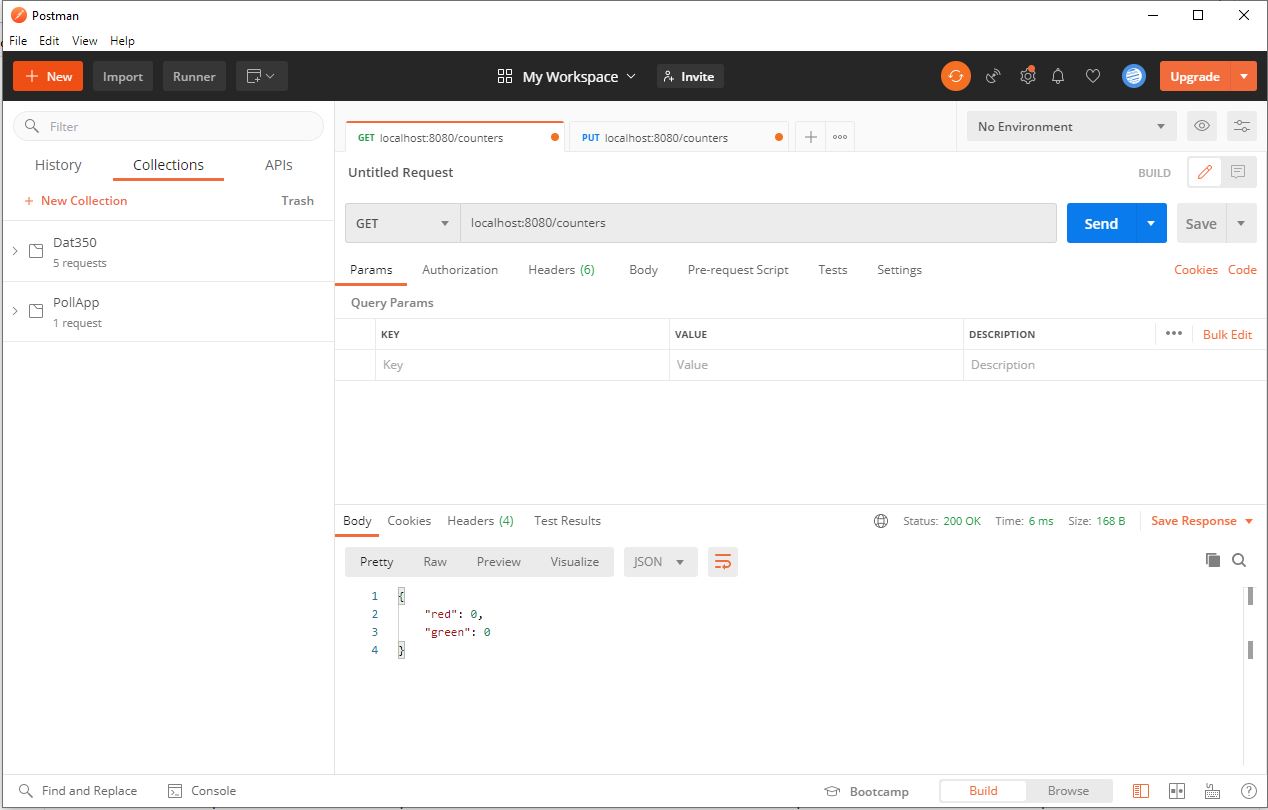 Postman
File Edit View Help
New Import Runner My Workspace Invite Upgrade
Filter
History Collections APIs
New Collection Trash
Dat350
5 requests
PollApp
1 request
GET localhost:8080/counters PUT localhost:8080/counters No Environment
Untitled Request BUILD
GET localhost:8080/counters Send Save
Params Authorization Headers (6) Body Pre-request Script Tests Settings Cookies Code
Query Params
KEY VALUE DESCRIPTION Bulk Edit
Key Value Description
Body Cookies Headers (4) Test Results Status: 200 OK Time: 6 ms Size: 168 B Save Response
Pretty Raw Preview Visualize JSON
1 {
2 "red": 0,
3 "green": 0
4 }
Find and Replace Console Bootcamp Build Browse